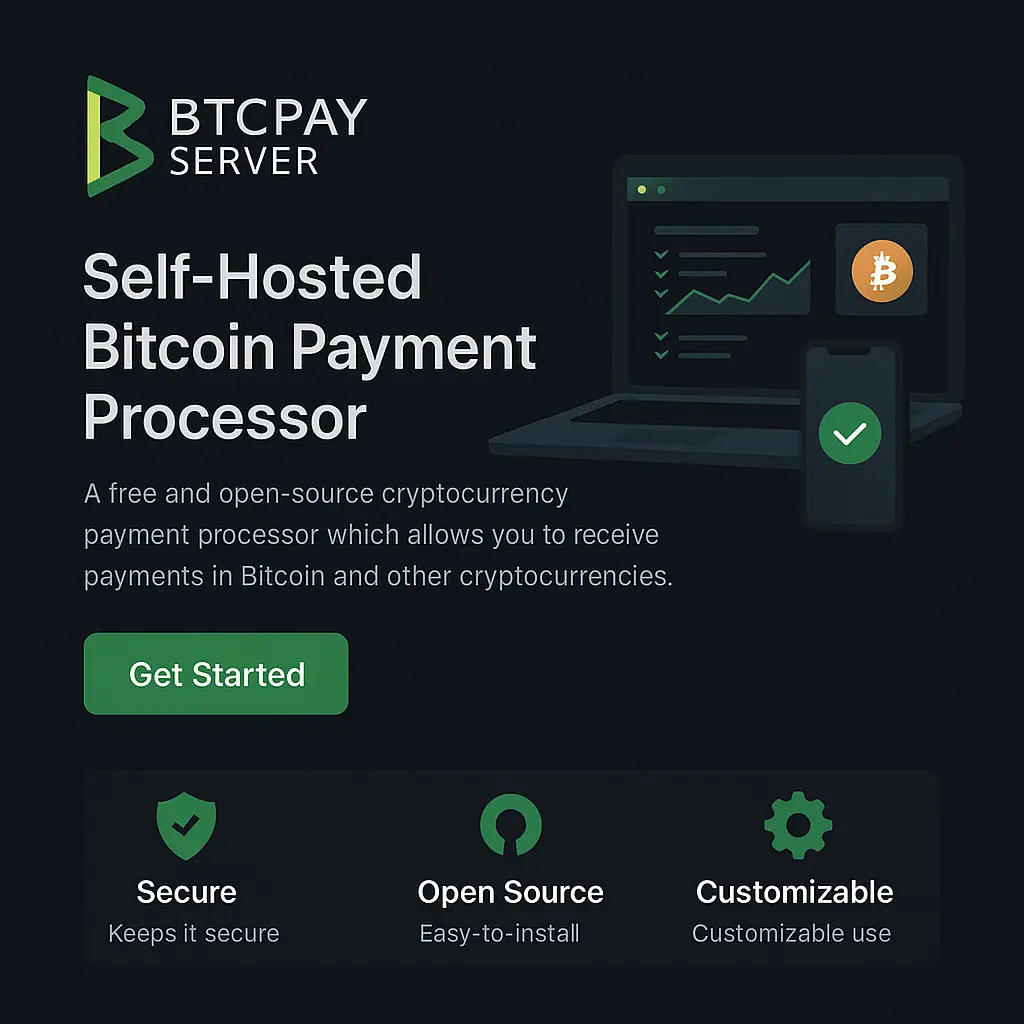 BTCPAY
SERVER
Self-Hosted
Bitcoin Payment
Processor
A free and open-source cryptocurrency
payment processor which allows you to receive
payments in Bitcoin and other cryptocurrencies.
Get Started
Secure
Keeps it secure
Open Source
Easy-to-install
Customizable
Customizable use